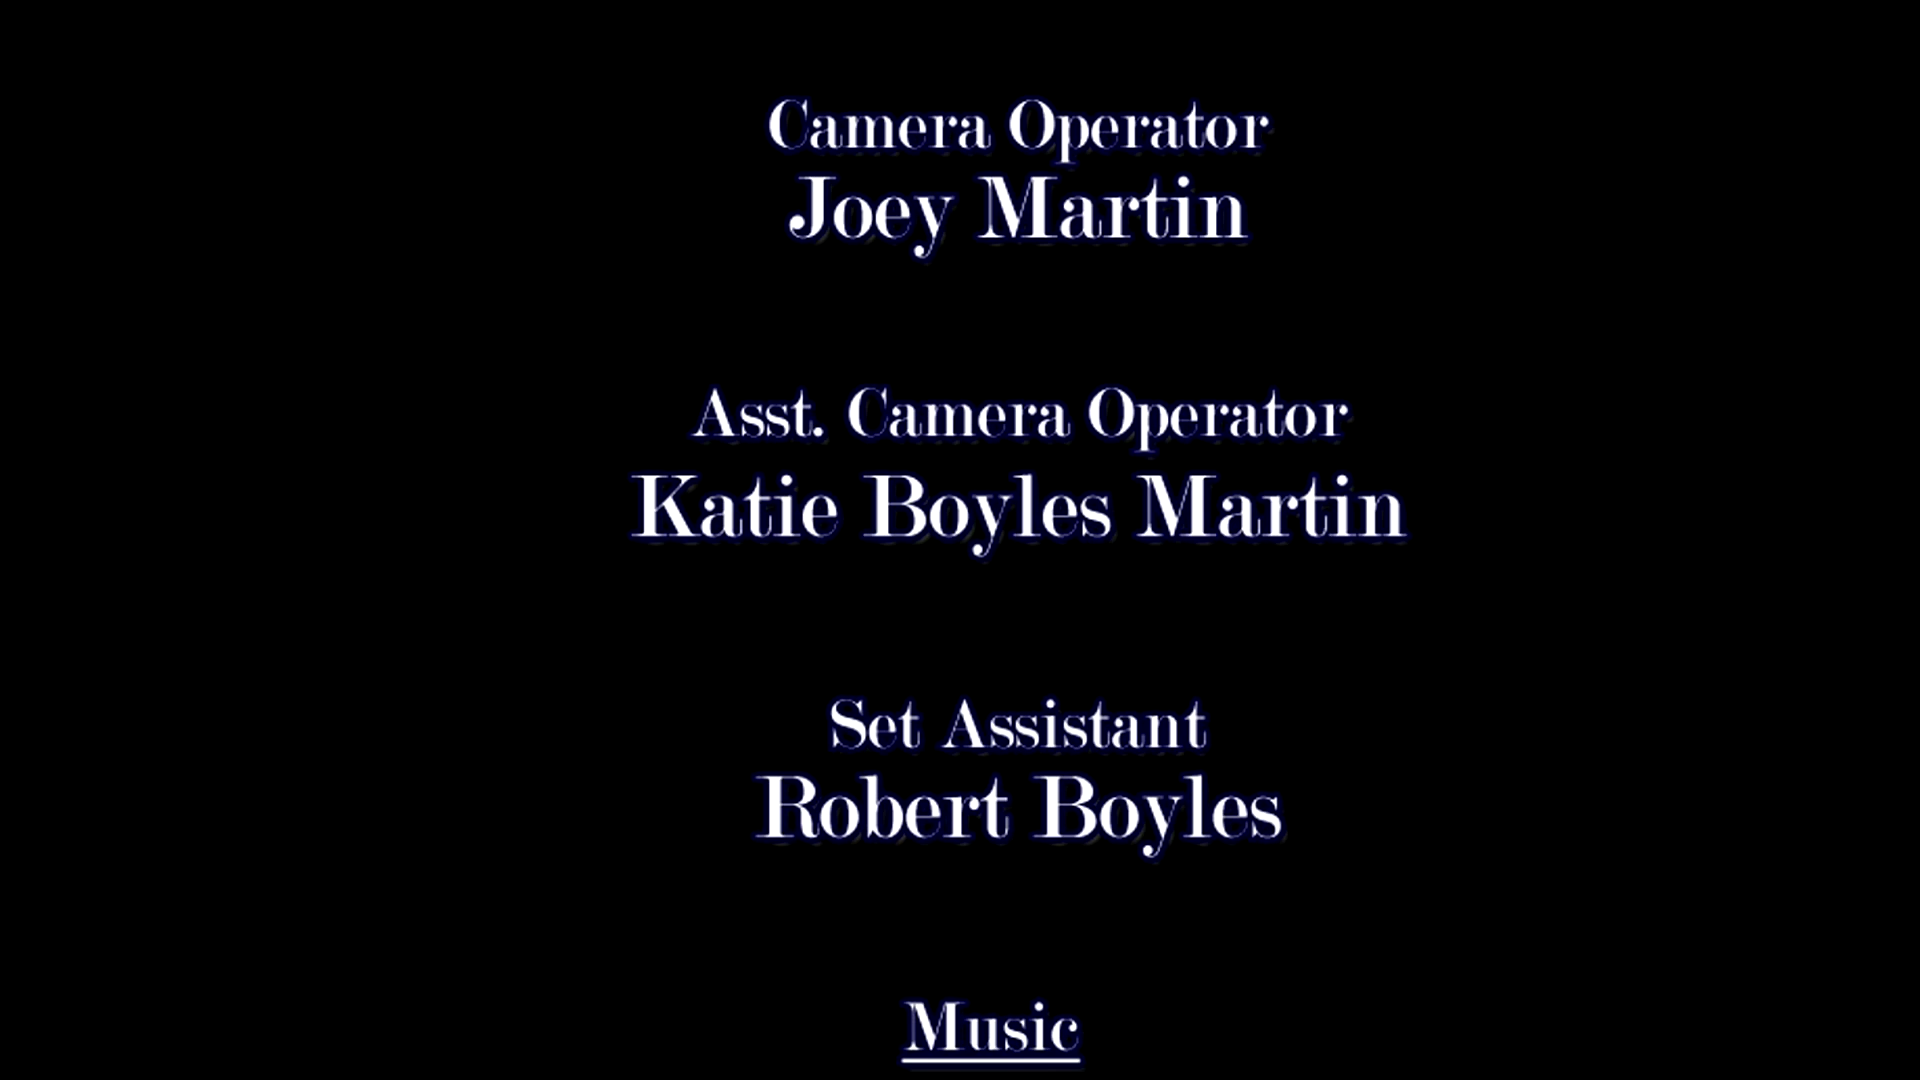 Camera Operator
Joey Martin
Asst. Camera Operator
Katie Boyles Martin
Set Assistant
Robert Boyles
Music